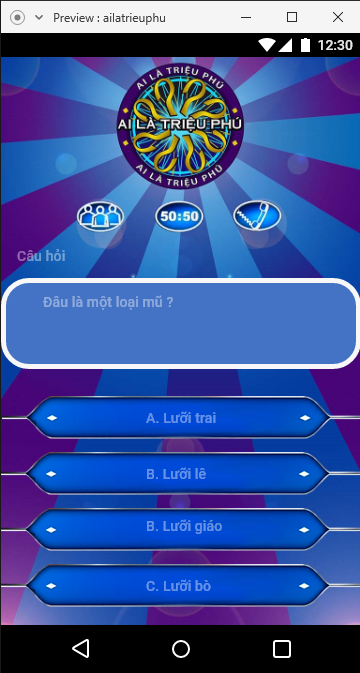 Preview : ailatrieuphu
12:30
AI LÀ TRIỆU PHÚ
AI LÀ TRIỆU PHÚ
AI LÀ TRIỆU PHÚ
50:50
Câu hỏi
Đâu là một loại mũ ?
A. Lưỡi trai
B. Lưỡi lê
B. Lưỡi giáo
C. Lưỡi bò